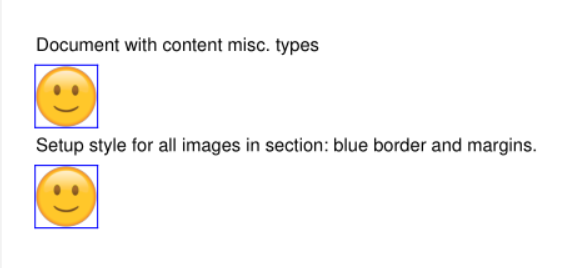 Document with content misc. types
Setup style for all images in section: blue border and margins.